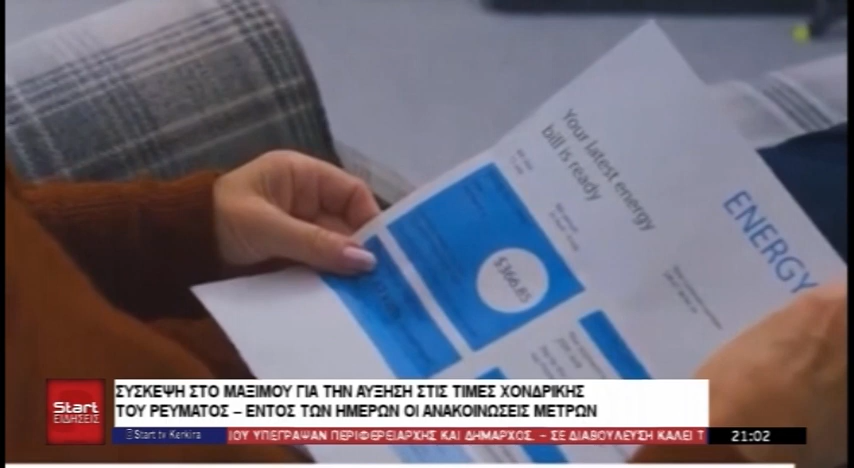 Your latest energy
bill is ready
ENERGY
$366.85
Start
ΕΙΔΗΣΕΙΣ
ΣΥΣΚΕΨΗ ΣΤΟ ΜΑΞΙΜΟΥ ΓΙΑ ΤΗΝ ΑΥΞΗΣΗ ΣΤΙΣ ΤΙΜΕΣ ΧΟΝΔΡΙΚΗΣ
ΤΟΥ ΡΕΥΜΑΤΟΣ – ΕΝΤΟΣ ΤΩΝ ΗΜΕΡΩΝ ΟΙ ΑΝΑΚΟΙΝΩΣΕΙΣ ΜΕΤΡΩΝ
@Start tv Kerkira ΙΟΥ ΥΠΕΓΡΑΨΑΝ ΠΕΡΙΦΕΡΕΙΑΡΧΗΣ ΚΑΙ ΔΗΜΑΡΧΟΣ. – ΣΕ ΔΙΑΒΟΥΛΕΥΣΗ ΚΑΛΕΙ Τ 21:02